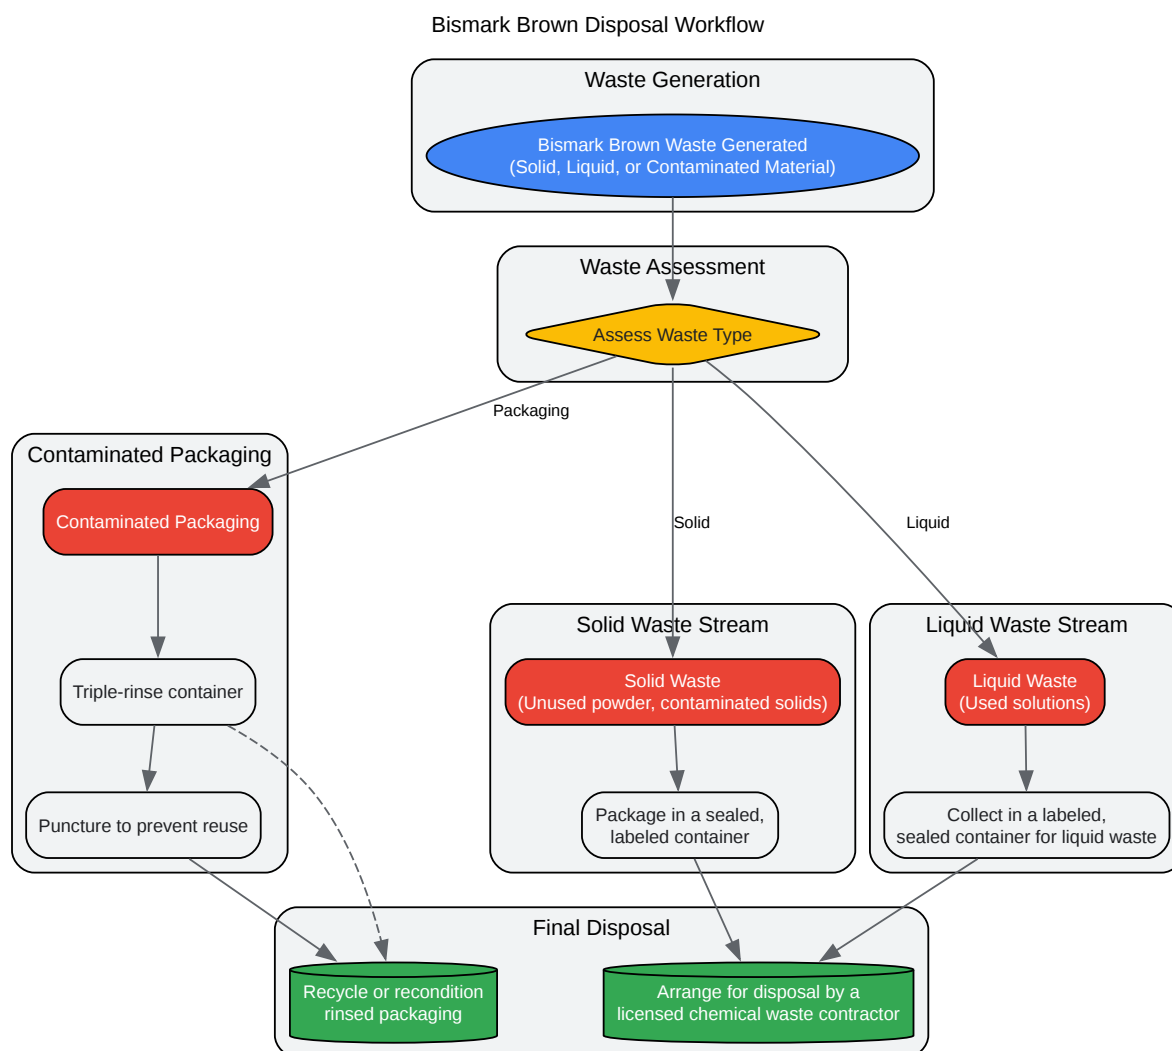 Bismark Brown Disposal Workflow
Waste Generation
Bismark Brown Waste Generated
(Solid, Liquid, or Contaminated Material)
Waste Assessment
Assess Waste Type
Packaging
Solid
Liquid
Contaminated Packaging
Contaminated Packaging
Triple-rinse container
Puncture to prevent reuse
Solid Waste Stream
Solid Waste
(Unused powder, contaminated solids)
Package in a sealed,
labeled container
Liquid Waste Stream
Liquid Waste
(Used solutions)
Collect in a labeled,
sealed container for liquid waste
Final Disposal
Recycle or recondition
rinsed packaging
Arrange for disposal by a
licensed chemical waste contractor